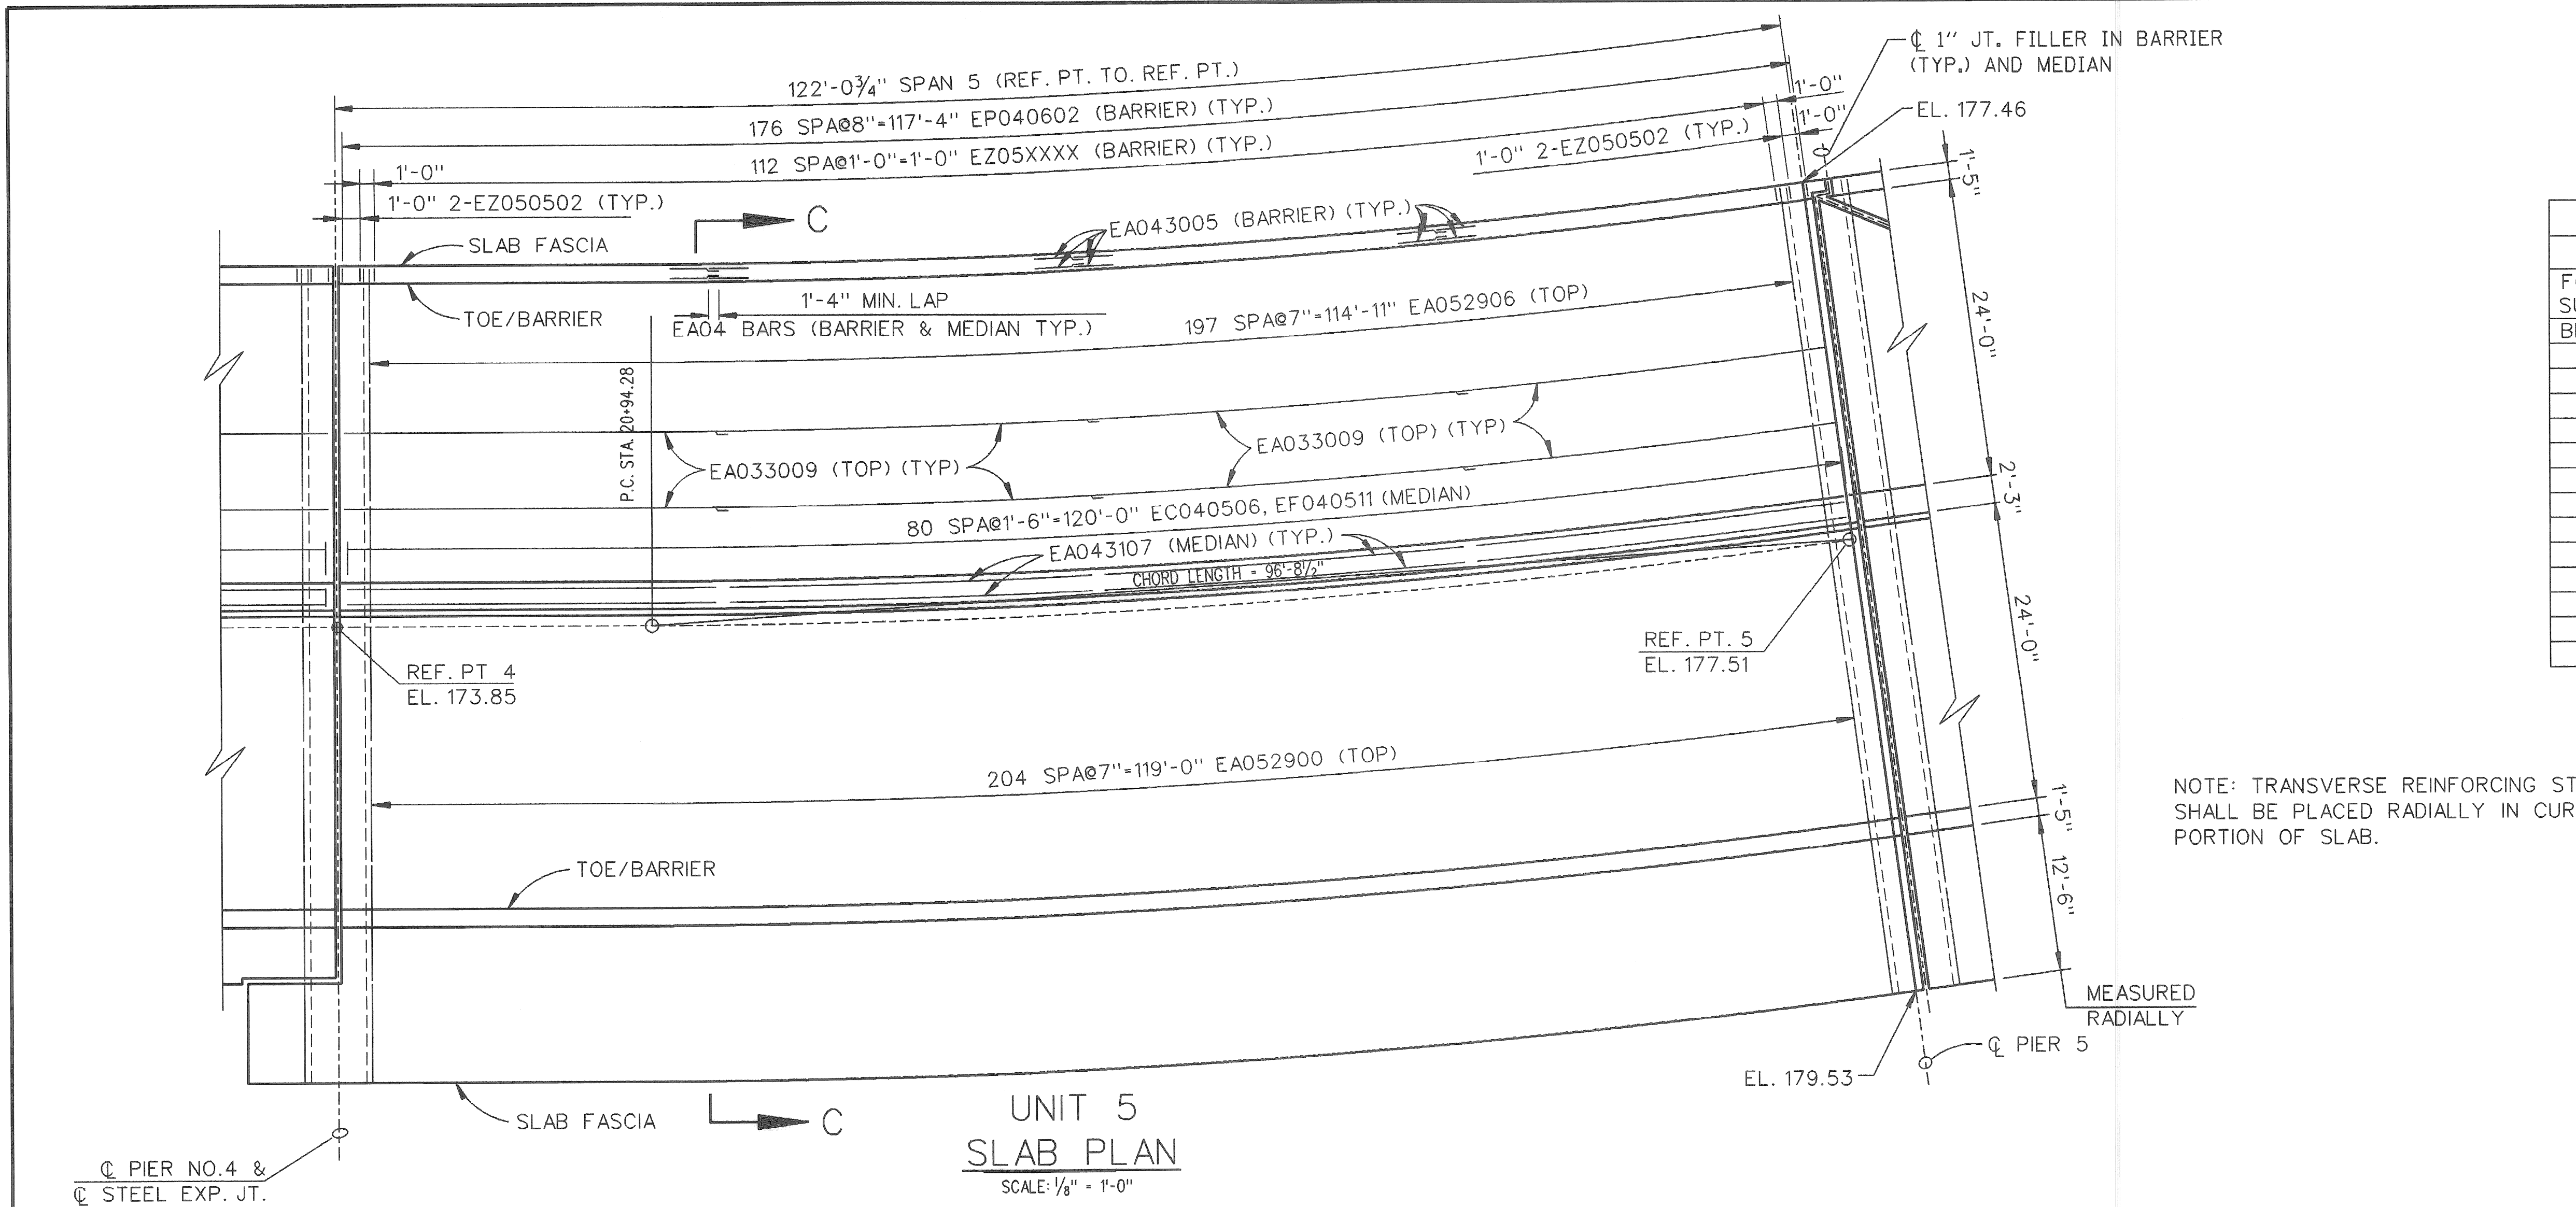 122'-0¾" SPAN 5 (REF. PT. TO. REF. PT.)
176 SPA@8"=117'-4" EP040602 (BARRIER) (TYP.)
112 SPA@1'-0"=1'-0" EZ05XXXX (BARRIER) (TYP.)
1'-0"
1'-0" 2-EZ050502 (TYP.)
1'-0"
1'-0"
1'-0" 2-EZ050502 (TYP.)
℄ 1" JT. FILLER IN BARRIER
(TYP.) AND MEDIAN
EL. 177.46
1'-5"
C
SLAB FASCIA
EA043005 (BARRIER) (TYP.)
TOE/BARRIER
1'-4" MIN. LAP
EA04 BARS (BARRIER & MEDIAN TYP.)
197 SPA@7"=114'-11" EA052906 (TOP)
24'-0"
P.C. STA. 20+94.28
EA033009 (TOP) (TYP)
EA033009 (TOP) (TYP)
80 SPA@1'-6"=120'-0" EC040506, EF040511 (MEDIAN)
2'-3"
EA043107 (MEDIAN) (TYP.)
CHORD LENGTH = 96'-8½"
REF. PT 4
EL. 173.85
REF. PT. 5
EL. 177.51
24'-0"
204 SPA@7"=119'-0" EA052900 (TOP)
NOTE: TRANSVERSE REINFORCING ST
SHALL BE PLACED RADIALLY IN CUR
PORTION OF SLAB.
1'-5"
TOE/BARRIER
12'-6"
MEASURED
RADIALLY
℄ PIER 5
EL. 179.53
SLAB FASCIA
C
UNIT 5
SLAB PLAN
SCALE: ⅛" = 1'-0"
℄ PIER NO.4 &
℄ STEEL EXP. JT.